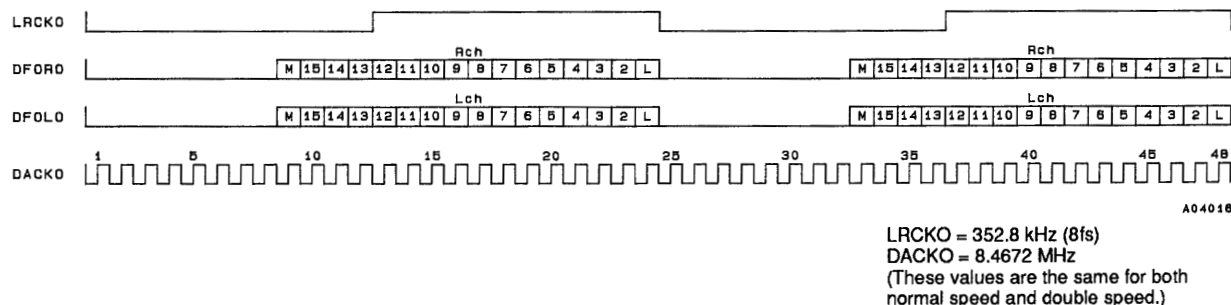 LRCKO
Rch Rch
DFORO M 15 14 13 12 11 10 9 8 7 6 5 4 3 2 L M 15 14 13 12 11 10 9 8 7 6 5 4 3 2 L
Lch Lch
DFOLO M 15 14 13 12 11 10 9 8 7 6 5 4 3 2 L M 15 14 13 12 11 10 9 8 7 6 5 4 3 2 L
1 5 10 15 20 25 30 35 40 45 48
DACKO
A04016
LRCKO = 352.8 kHz (8fs)
DACKO = 8.4672 MHz
(These values are the same for both
normal speed and double speed.)